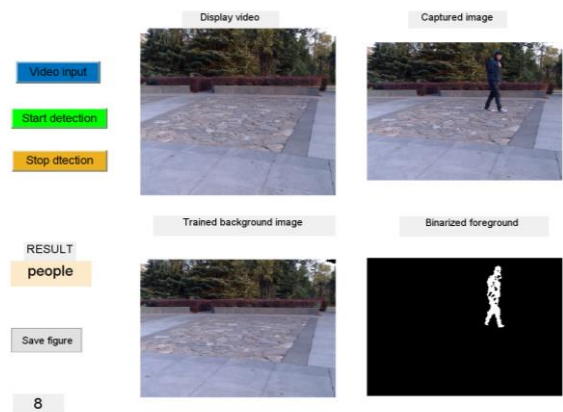 Display video
Captured image
Video input
Start detection
Stop dtection
Trained background image
Binarized foreground
RESULT
people
Save figure
8